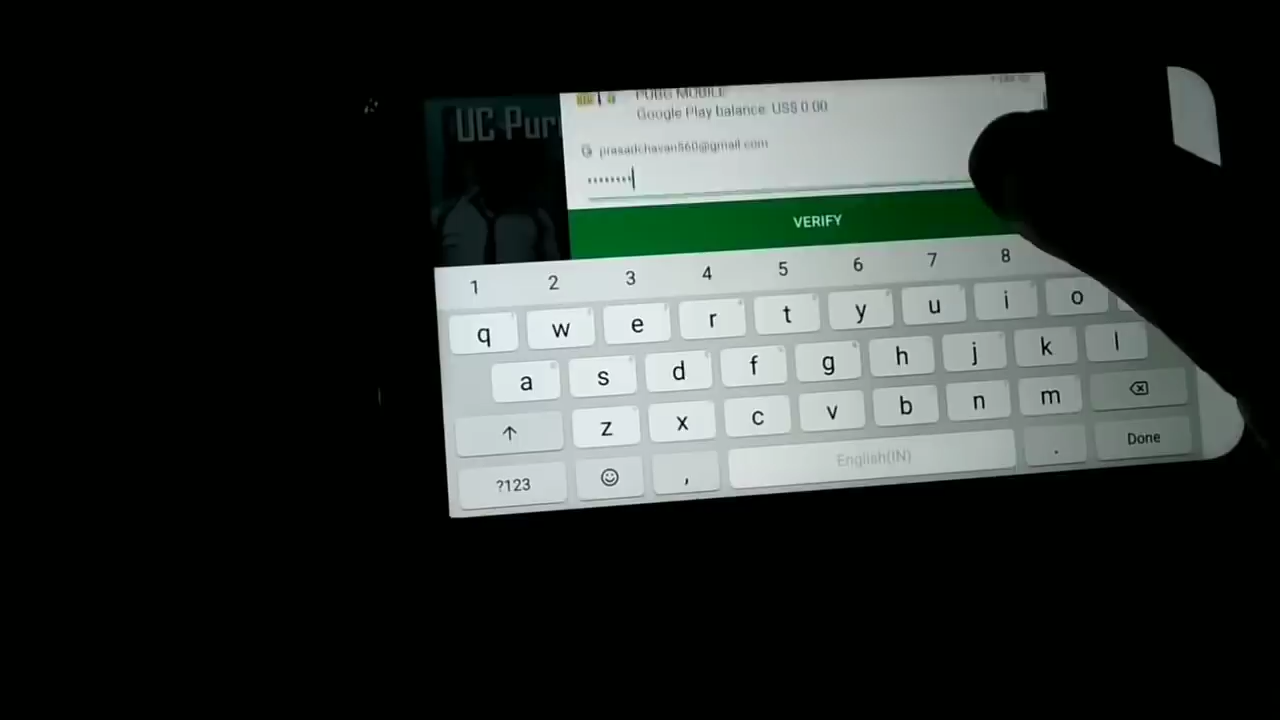 UC Pur
PUBG MOBILE
Google Play balance: US$ 0.00
prasadchavan560@gmail.com
••••••••
VERIFY
1 2 3 4 5 6 7 8
q w e r t y u i o
a s d f g h j k l
z x c v b n m
?123 , English(IN) . Done